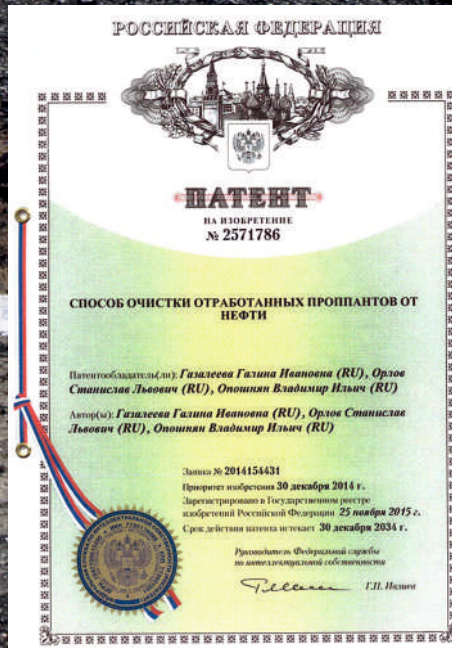 РОССИЙСКАЯ ФЕДЕРАЦИЯ
ПАТЕНТ
НА ИЗОБРЕТЕНИЕ
№ 2571786
СПОСОБ ОЧИСТКИ ОТРАБОТАННЫХ ПРОППАНТОВ ОТ
НЕФТИ
Патентообладатель(ли): Газалеева Галина Ивановна (RU), Орлов
Станислав Львович (RU), Опошнян Владимир Ильич (RU)
Автор(ы): Газалеева Галина Ивановна (RU), Орлов Станислав
Львович (RU), Опошнян Владимир Ильич (RU)
Заявка № 2014154431
Приоритет изобретения 30 декабря 2014 г.
Зарегистрировано в Государственном реестре
изобретений Российской Федерации 25 ноября 2015 г.
Срок действия патента истекает 30 декабря 2034 г.
Руководитель Федеральной службы
по интеллектуальной собственности
Г.П. Ивлиев